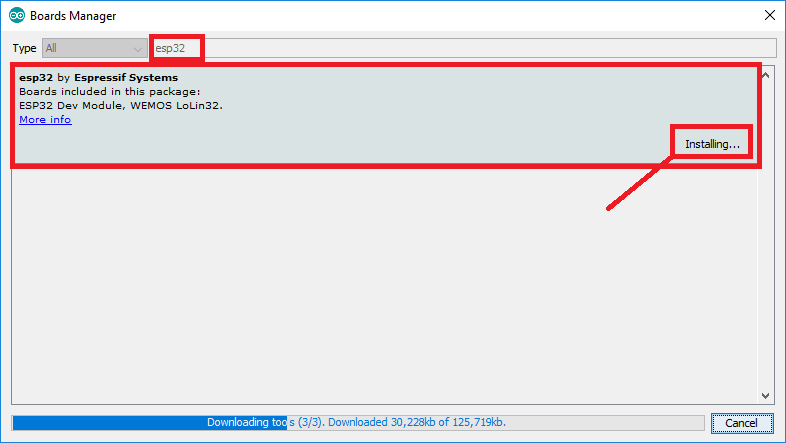 Boards Manager
Type All esp32
esp32 by Espressif Systems
Boards included in this package:
ESP32 Dev Module, WEMOS LoLin32.
More info
Installing...
Downloading tools (3/3). Downloaded 30,228kb of 125,719kb.
Cancel